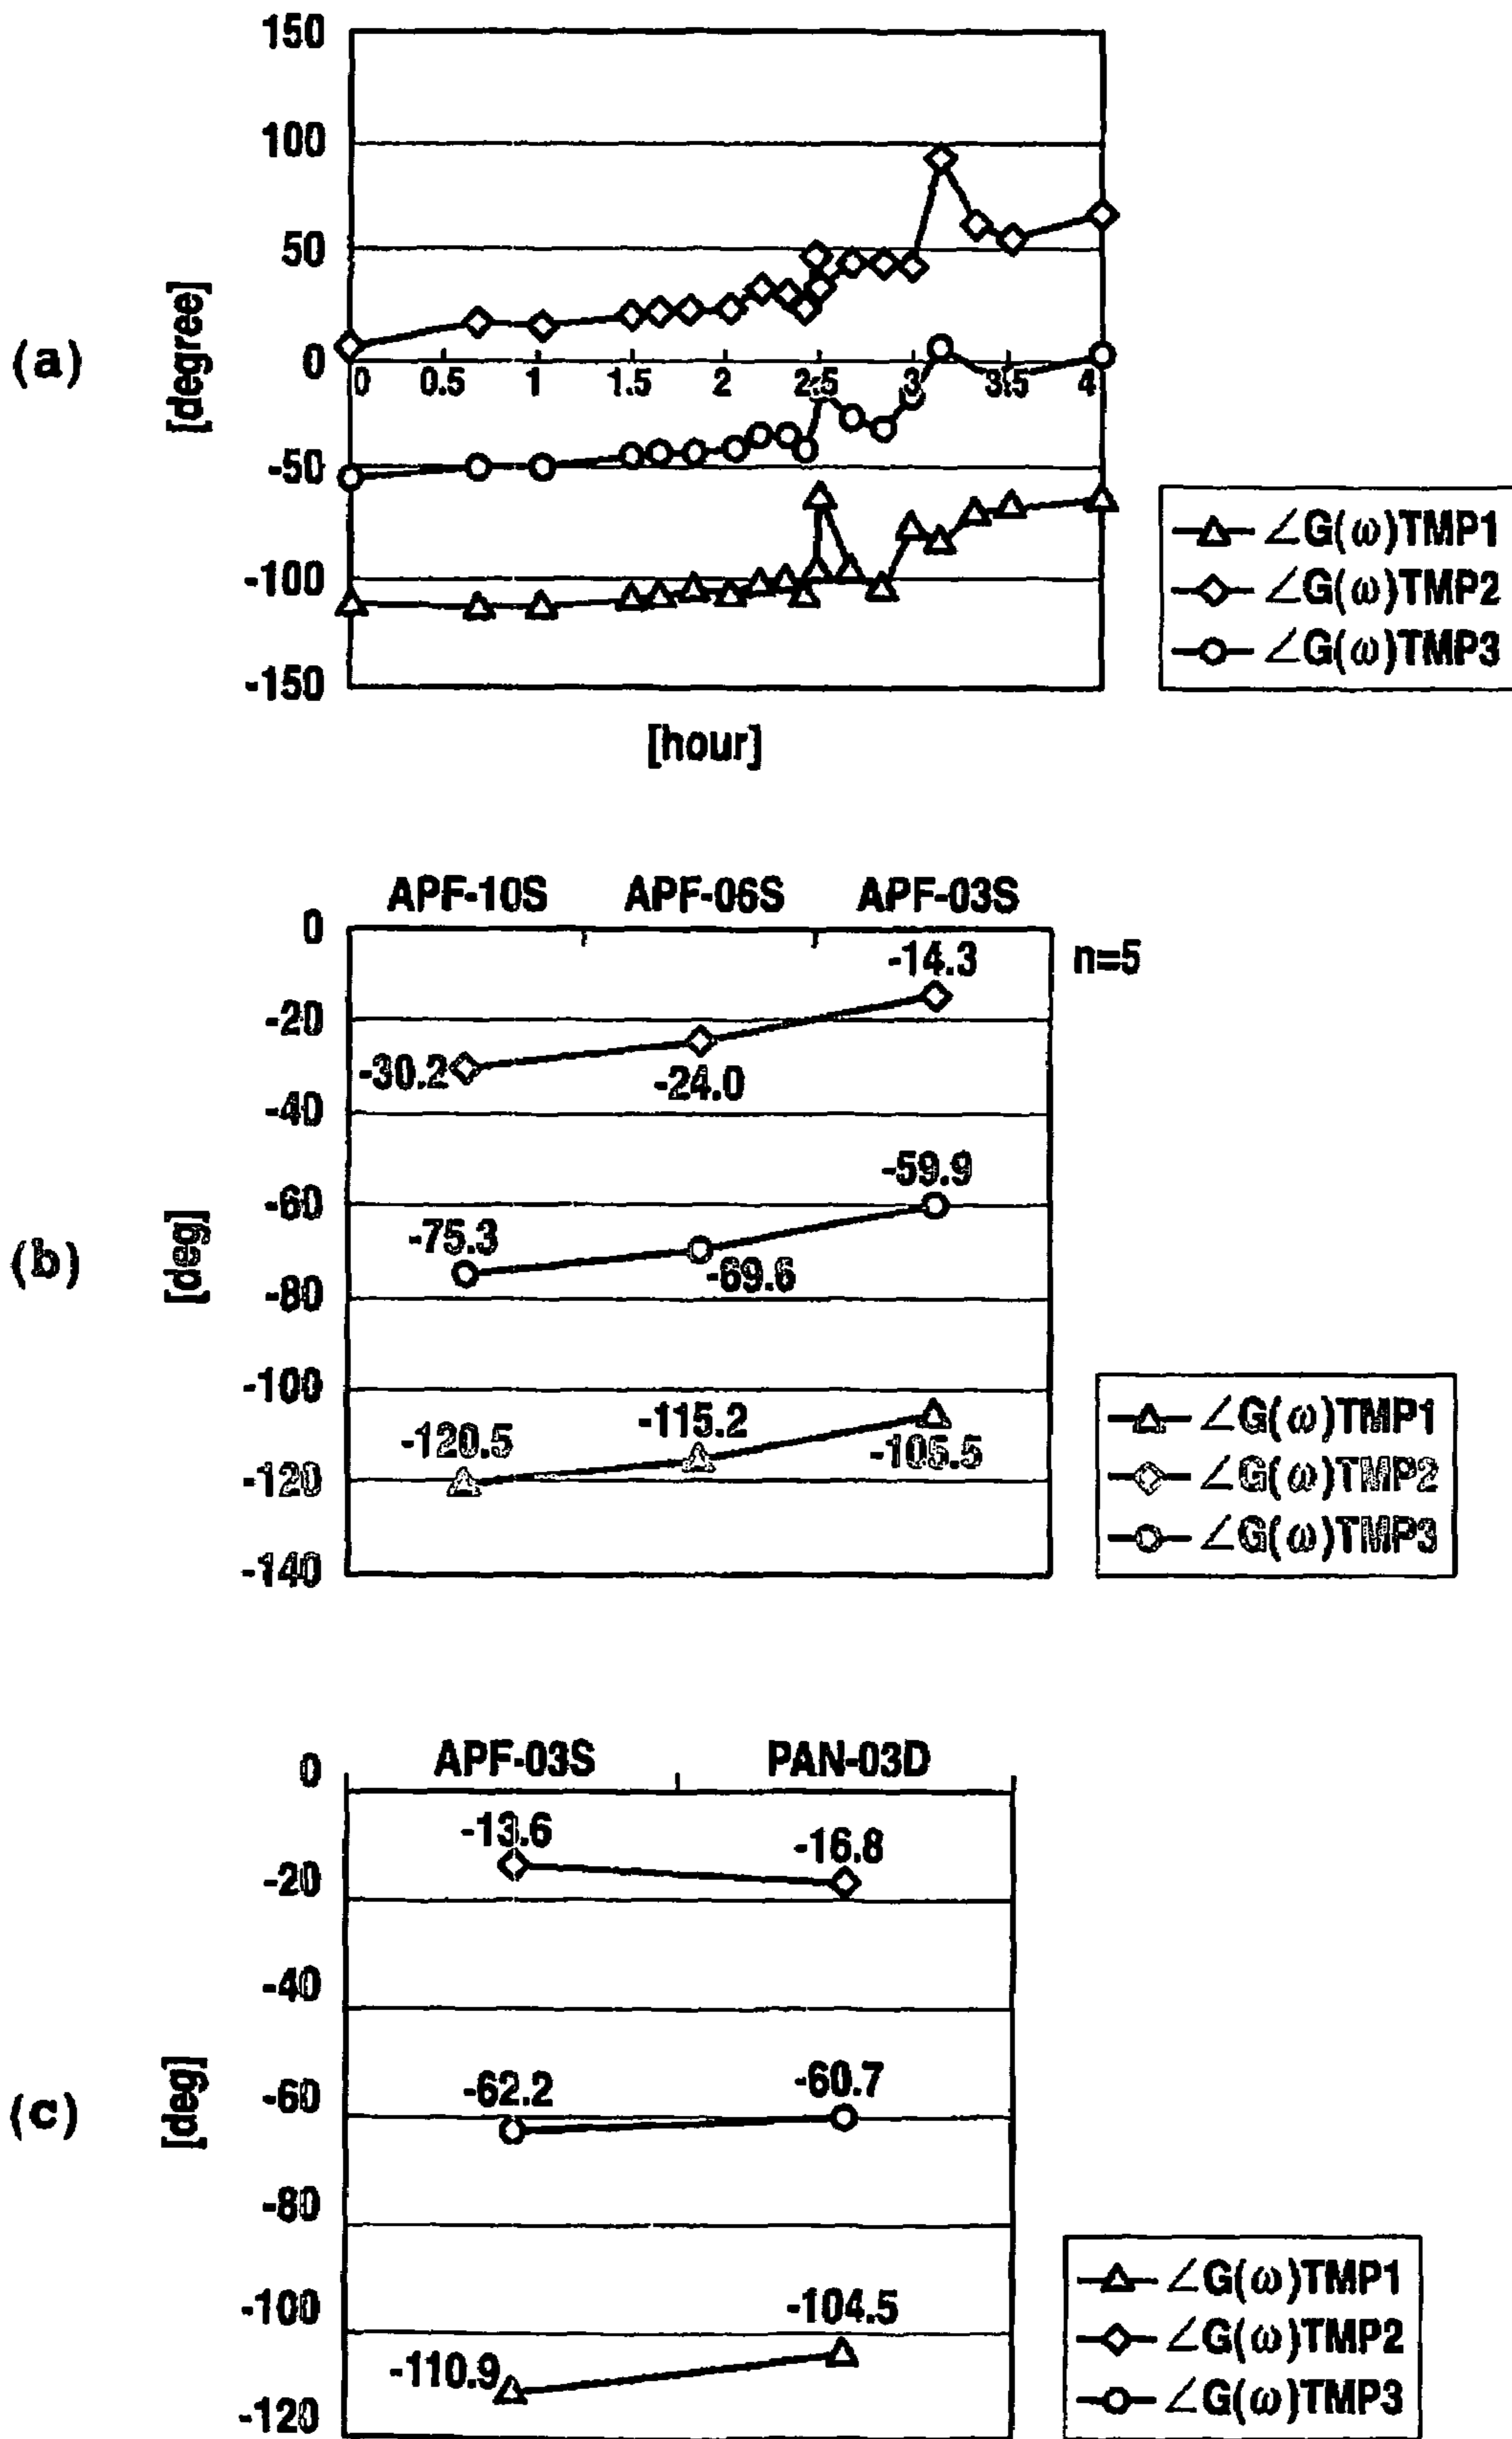 (a)
[degree]
150
100
50
0
-50
-100
-150
0 0.5 1 1.5 2 2.5 3 3.5 4
[hour]
∠G(ω)TMP1
∠G(ω)TMP2
∠G(ω)TMP3
(b)
[deg]
APF-10S APF-06S APF-03S
n=5
0
-20
-40
-60
-80
-100
-120
-140
-30.2 -24.0 -14.3
-75.3 -69.6 -59.9
-120.5 -115.2 -105.5
∠G(ω)TMP1
∠G(ω)TMP2
∠G(ω)TMP3
(c)
[deg]
APF-03S PAN-03D
0
-20
-40
-60
-80
-100
-120
-13.6 -16.8
-62.2 -60.7
-110.9 -104.5
∠G(ω)TMP1
∠G(ω)TMP2
∠G(ω)TMP3